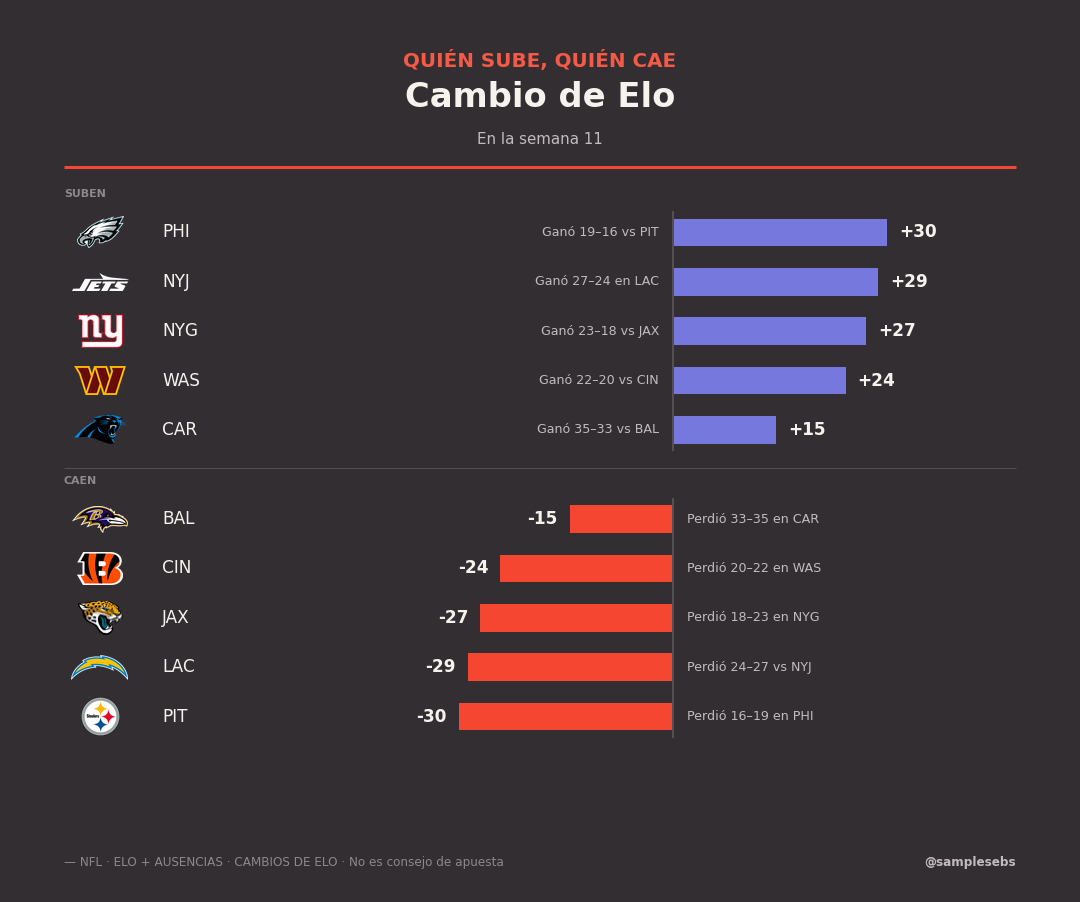 QUIÉN SUBE, QUIÉN CAE
Cambio de Elo
En la semana 11
SUBEN
PHI Ganó 19–16 vs PIT +30
JETS NYJ Ganó 27–24 en LAC +29
ny NYG Ganó 23–18 vs JAX +27
W WAS Ganó 22–20 vs CIN +24
CAR Ganó 35–33 vs BAL +15
CAEN
B BAL -15 Perdió 33–35 en CAR
B CIN -24 Perdió 20–22 en WAS
JAX -27 Perdió 18–23 en NYG
LAC -29 Perdió 24–27 vs NYJ
Steelers PIT -30 Perdió 16–19 en PHI
— NFL · ELO + AUSENCIAS · CAMBIOS DE ELO · No es consejo de apuesta
@samplesebs